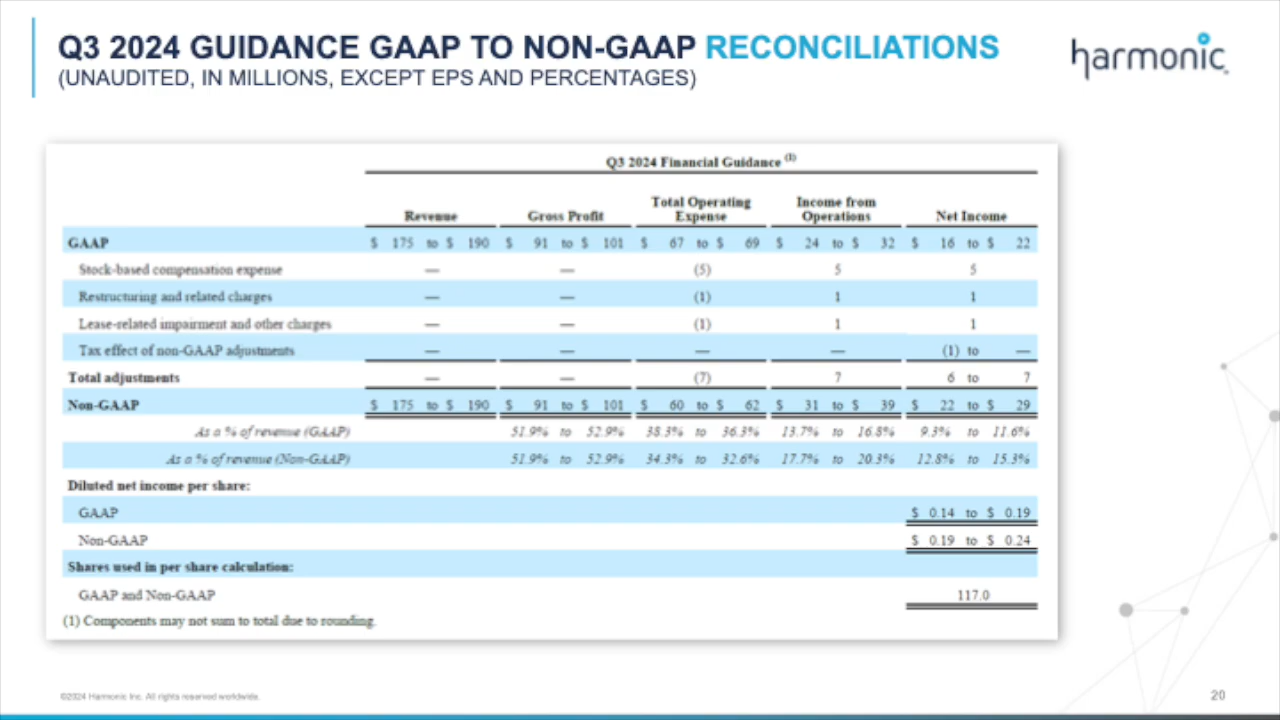 Q3 2024 GUIDANCE GAAP TO NON-GAAP RECONCILIATIONS
(UNAUDITED, IN MILLIONS, EXCEPT EPS AND PERCENTAGES)
harmonic
Q3 2024 Financial Guidance (1)
Revenue Gross Profit Total Operating Expense Income from Operations Net Income
GAAP $ 175 to $ 190 $ 91 to $ 101 $ 67 to $ 69 $ 24 to $ 32 $ 16 to $ 22
Stock-based compensation expense — — (5) 5 5
Restructuring and related charges — — (1) 1 1
Lease-related impairment and other charges — — (1) 1 1
Tax effect of non-GAAP adjustments — — — — (1) to —
Total adjustments — — (7) 7 6 to 7
Non-GAAP $ 175 to $ 190 $ 91 to $ 101 $ 60 to $ 62 $ 31 to $ 39 $ 22 to $ 29
As a % of revenue (GAAP) 51.9% to 52.9% 38.3% to 36.3% 13.7% to 16.8% 9.3% to 11.6%
As a % of revenue (Non-GAAP) 51.9% to 52.9% 34.3% to 32.6% 17.7% to 20.3% 12.8% to 15.3%
Diluted net income per share:
GAAP $ 0.14 to $ 0.19
Non-GAAP $ 0.19 to $ 0.24
Shares used in per share calculation:
GAAP and Non-GAAP 117.0
(1) Components may not sum to total due to rounding.
©2024 Harmonic Inc. All rights reserved worldwide.
20